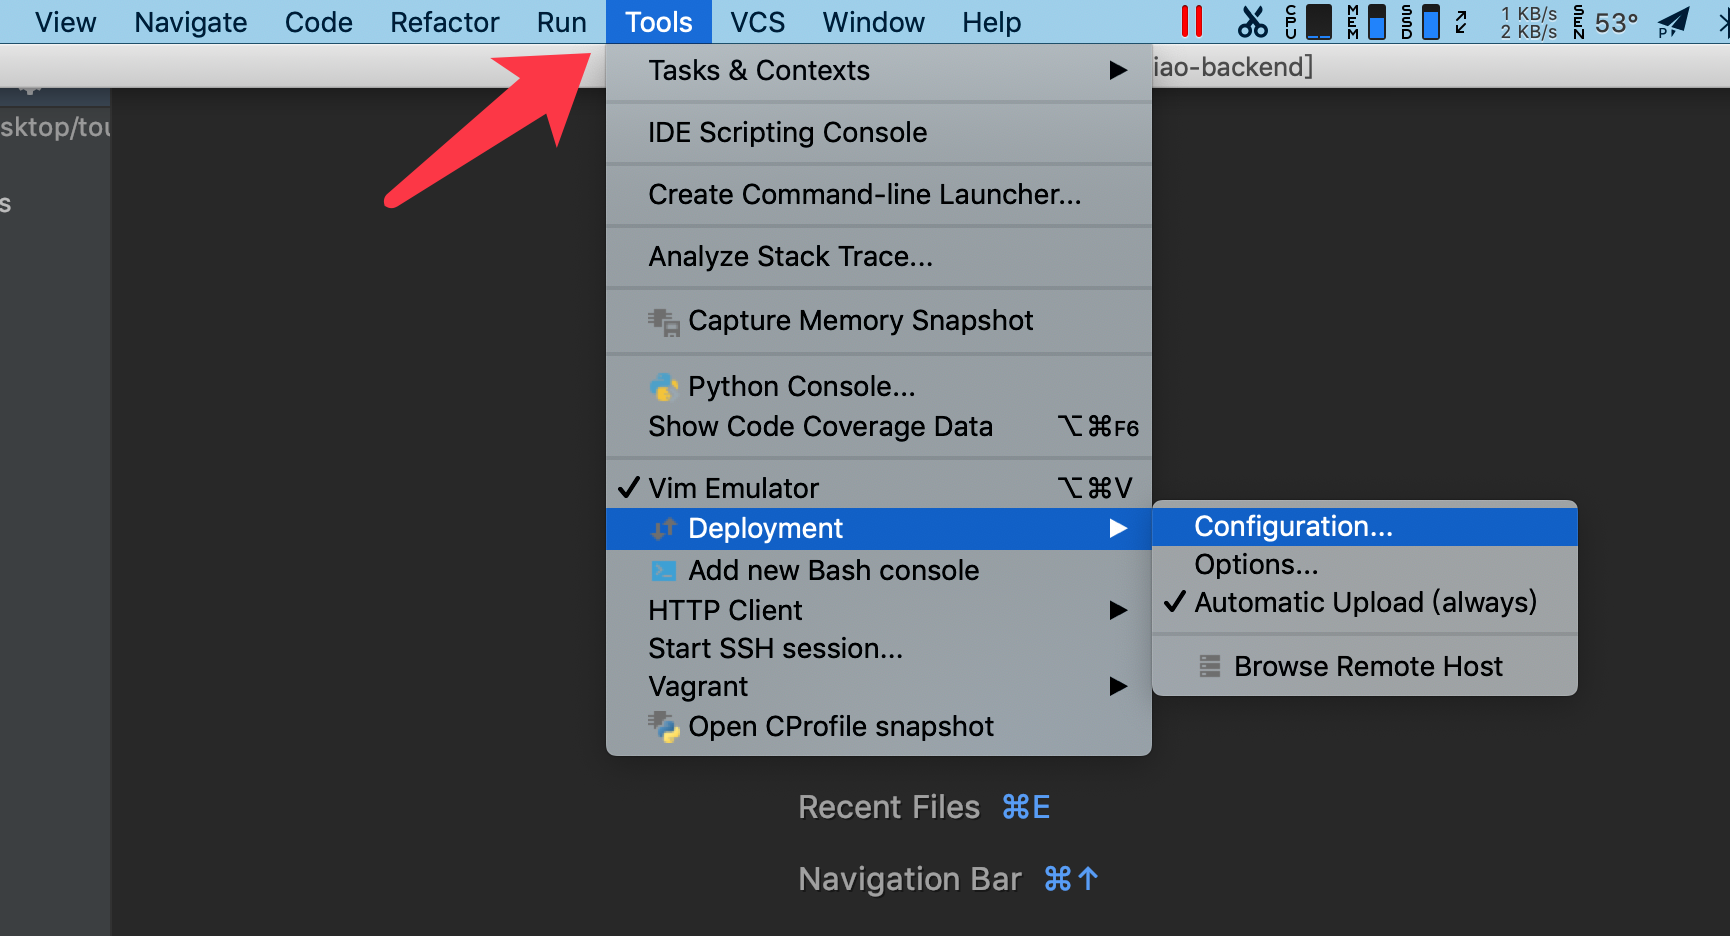 View Navigate Code Refactor Run Tools VCS Window Help CPU MEM SSD 1 KB/s 2 KB/s SEN 53°
iao-backend]
Tasks & Contexts
sktop/tou
IDE Scripting Console
Create Command-line Launcher...
s
Analyze Stack Trace...
Capture Memory Snapshot
Python Console...
Show Code Coverage Data ⌥⌘F6
✓ Vim Emulator ⌥⌘V
Deployment
Configuration...
Options...
✓ Automatic Upload (always)
Browse Remote Host
Add new Bash console
HTTP Client
Start SSH session...
Vagrant
Open CProfile snapshot
Recent Files ⌘E
Navigation Bar ⌘↑